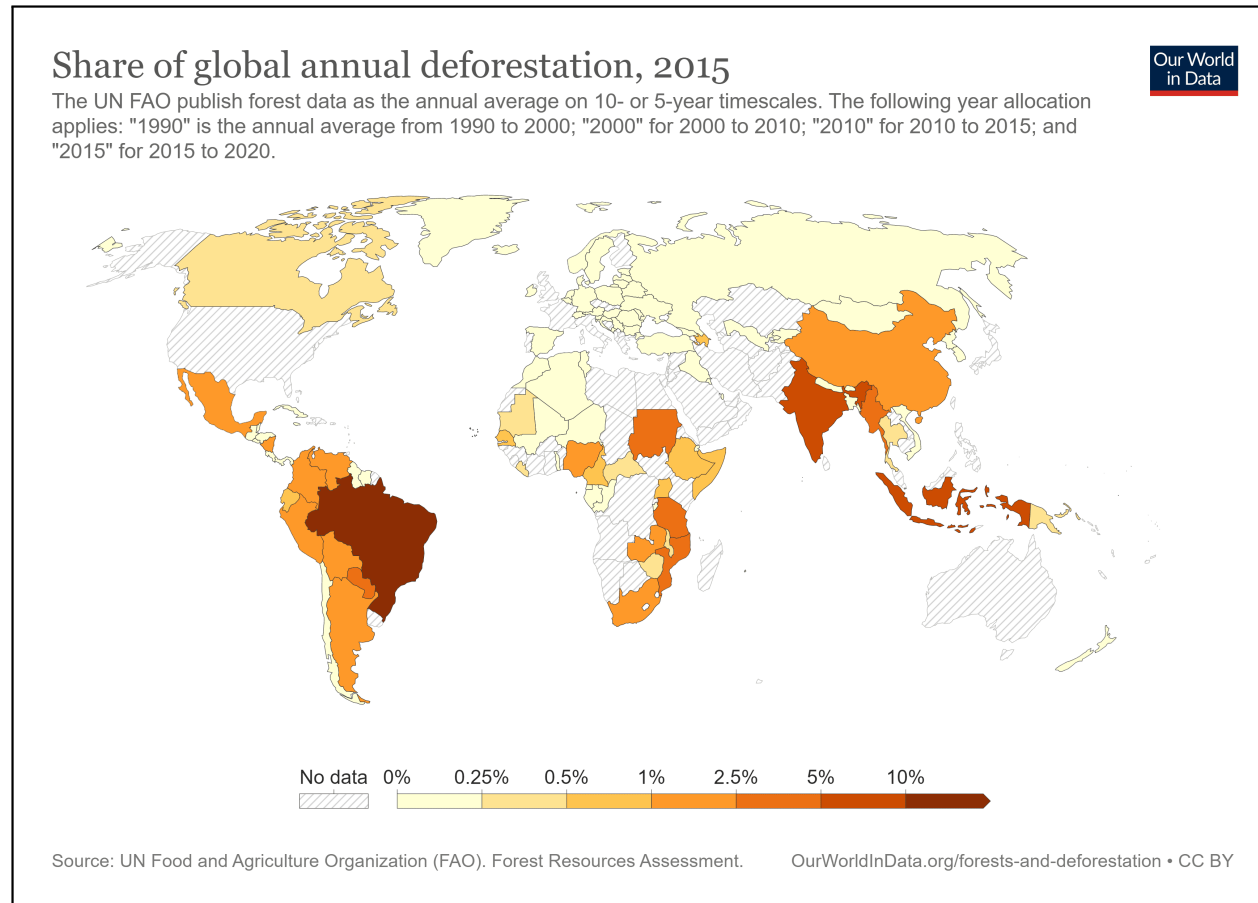 Share of global annual deforestation, 2015
Our World
in Data
The UN FAO publish forest data as the annual average on 10- or 5-year timescales. The following year allocation
applies: "1990" is the annual average from 1990 to 2000; "2000" for 2000 to 2010; "2010" for 2010 to 2015; and
"2015" for 2015 to 2020.
No data 0% 0.25% 0.5% 1% 2.5% 5% 10%
Source: UN Food and Agriculture Organization (FAO). Forest Resources Assessment. OurWorldInData.org/forests-and-deforestation • CC BY